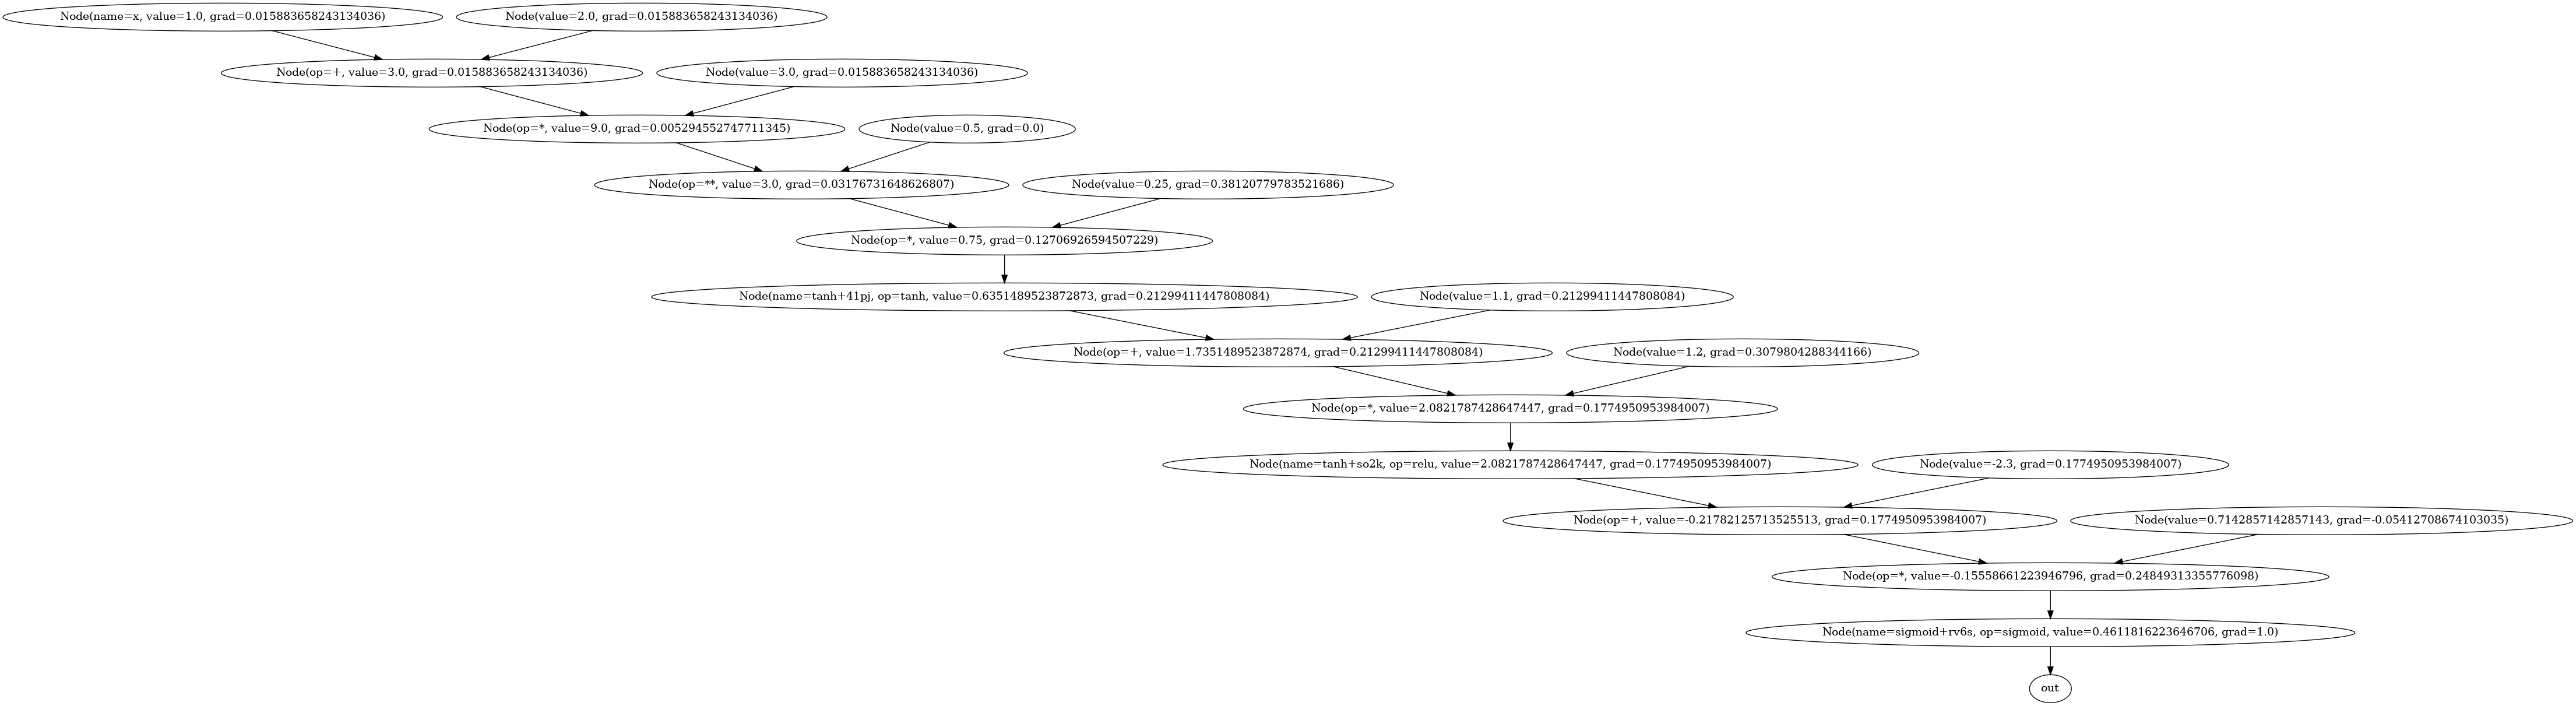 Node(name=x, value=1.0, grad=0.015883658243134036)
Node(value=2.0, grad=0.015883658243134036)
Node(op=+, value=3.0, grad=0.015883658243134036)
Node(value=3.0, grad=0.015883658243134036)
Node(op=*, value=9.0, grad=0.005294552747711345)
Node(value=0.5, grad=0.0)
Node(op=**, value=3.0, grad=0.03176731648626807)
Node(value=0.25, grad=0.38120779783521686)
Node(op=*, value=0.75, grad=0.12706926594507229)
Node(name=tanh+41pj, op=tanh, value=0.6351489523872873, grad=0.21299411447808084)
Node(value=1.1, grad=0.21299411447808084)
Node(op=+, value=1.7351489523872874, grad=0.21299411447808084)
Node(value=1.2, grad=0.3079804288344166)
Node(op=*, value=2.0821787428647447, grad=0.1774950953984007)
Node(name=tanh+so2k, op=relu, value=2.0821787428647447, grad=0.1774950953984007)
Node(value=-2.3, grad=0.1774950953984007)
Node(op=+, value=-0.21782125713525513, grad=0.1774950953984007)
Node(value=0.7142857142857143, grad=-0.05412708674103035)
Node(op=*, value=-0.15558661223946796, grad=0.24849313355776098)
Node(name=sigmoid+rv6s, op=sigmoid, value=0.4611816223646706, grad=1.0)
out